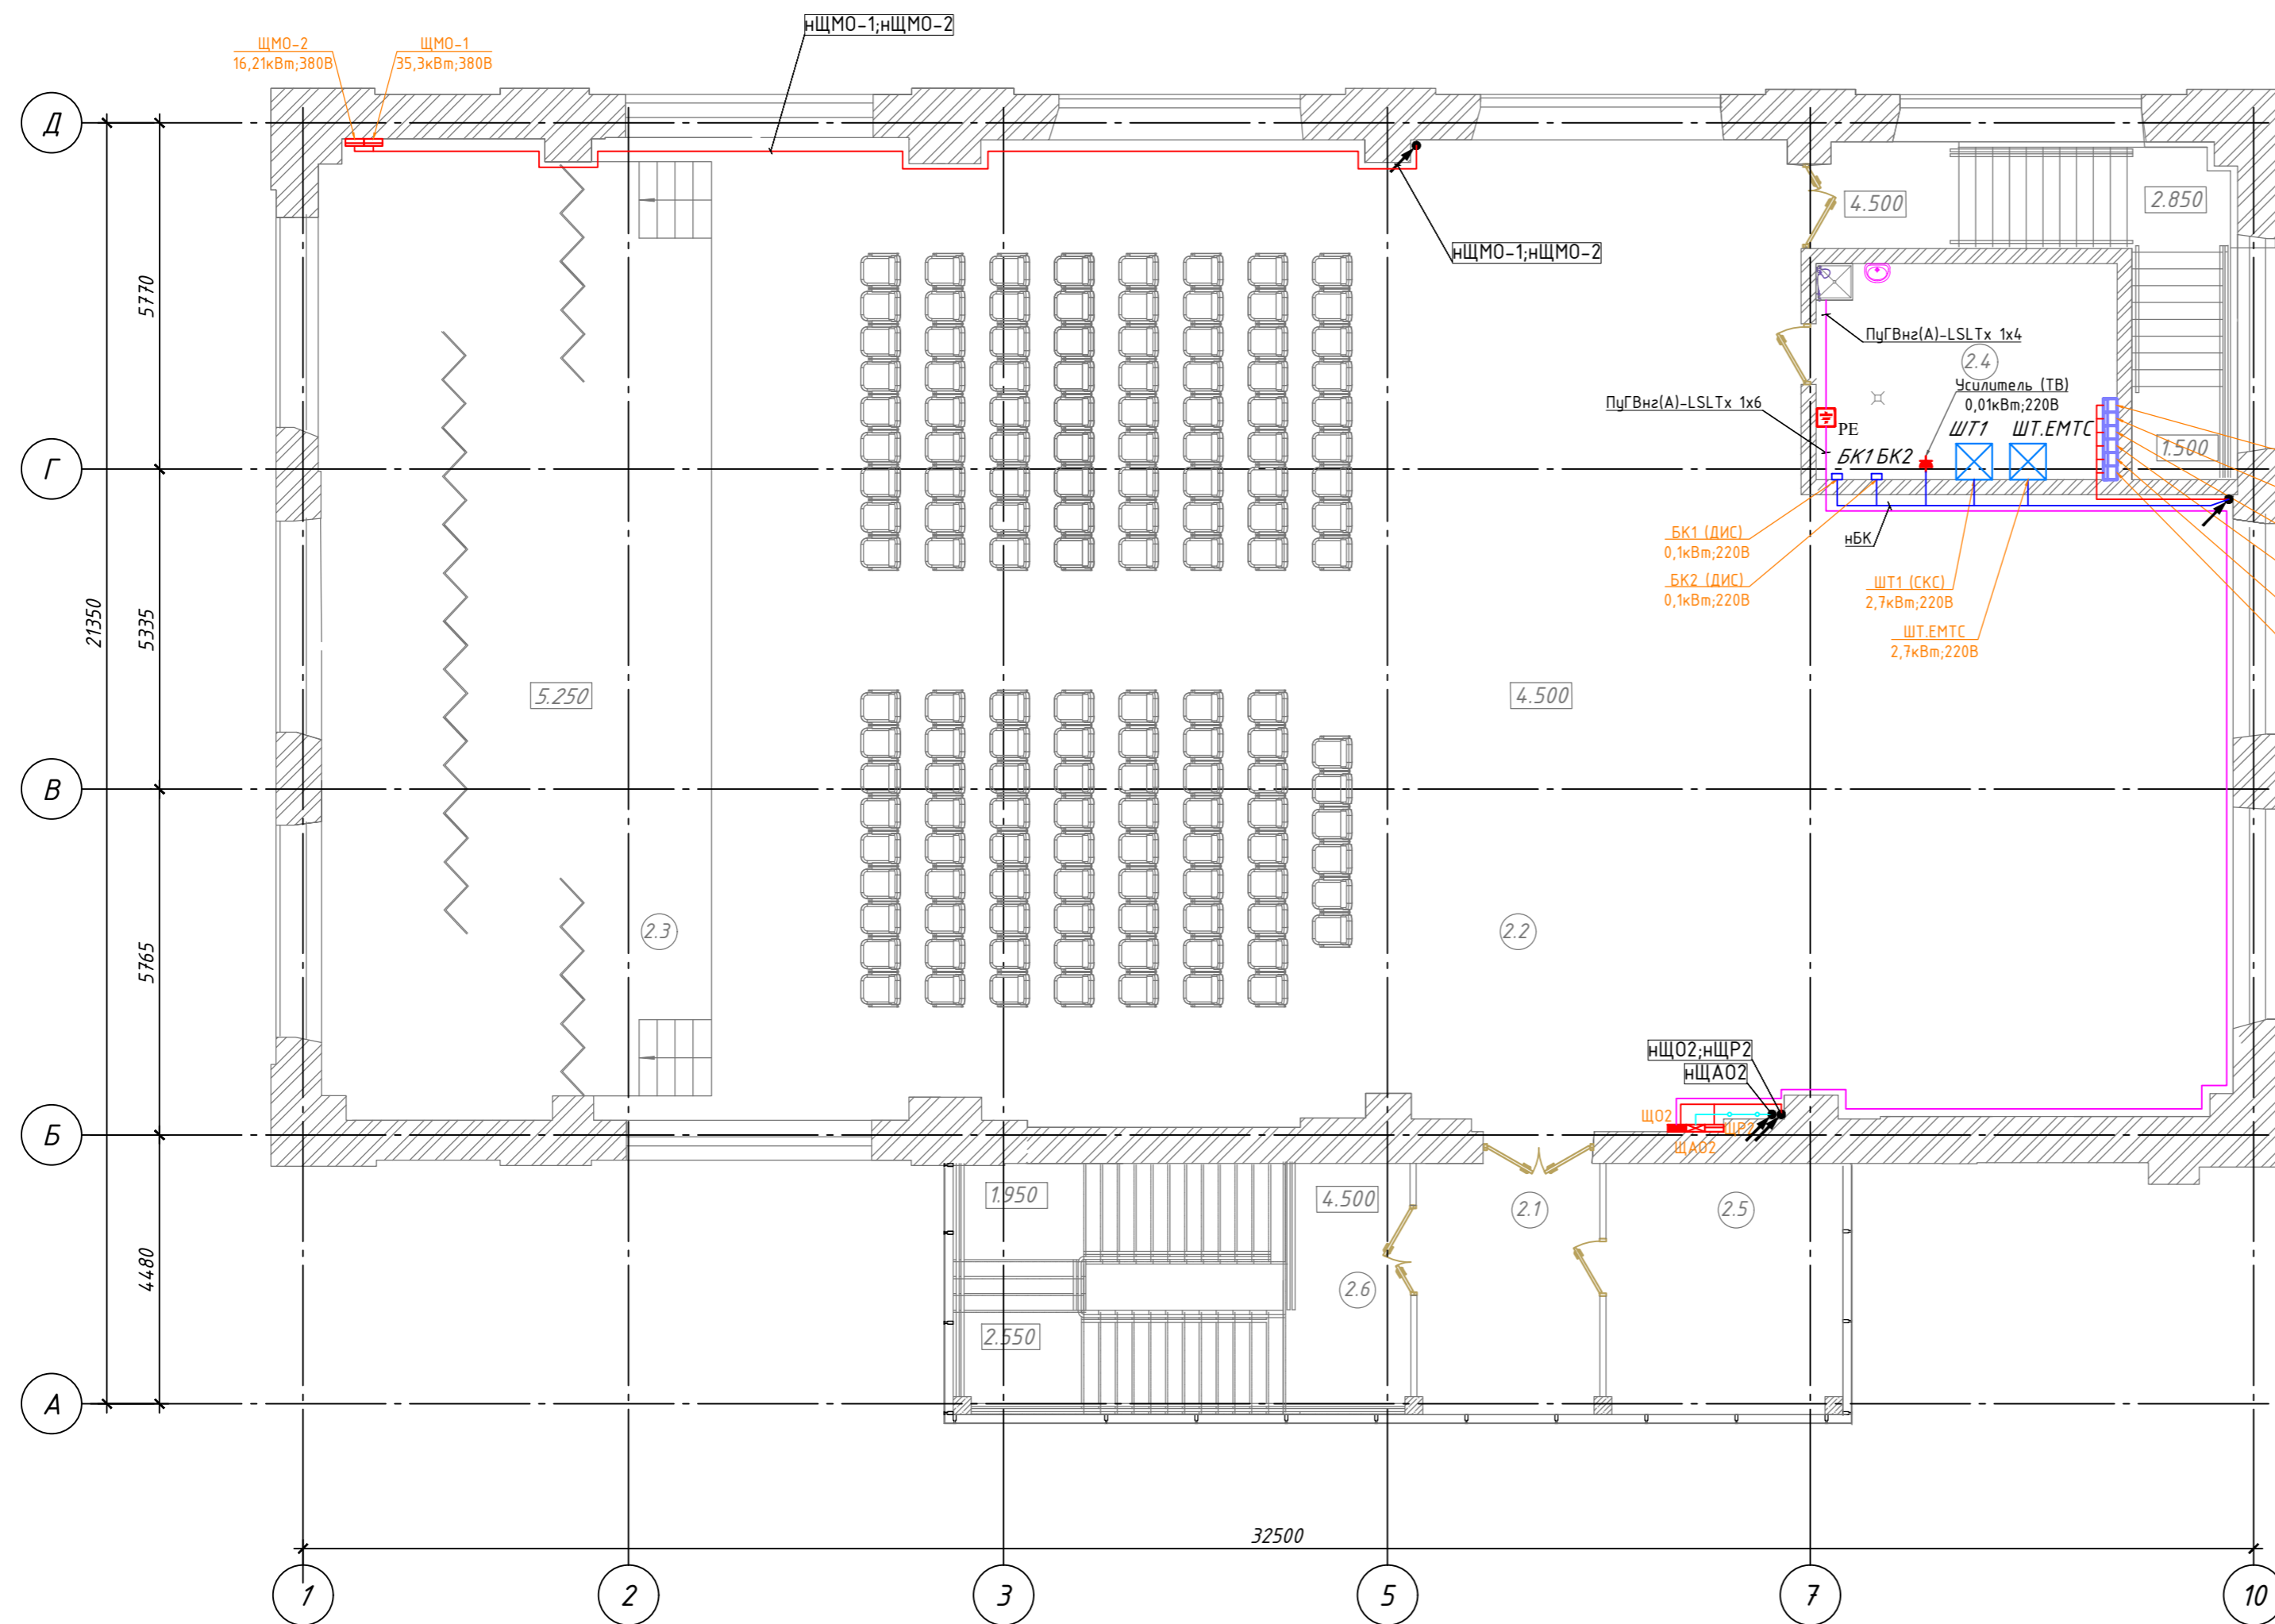 нЩМО-1;нЩМО-2
ЩМО-2
16,21кВт;380В
ЩМО-1
35,3кВт;380В
Д
4.500
2.850
нЩМО-1;нЩМО-2
5770
ПуГВнг(А)-LSLTx 1х4
2.4
Усилитель (ТВ)
0,01кВт;220В
ПуГВнг(А)-LSLTx 1х6
PE
ШТ1
ШТ.ЕМТС
1.500
БК1
БК2
Г
БК1 (ДИС)
0,1кВт;220В
нБК
БК2 (ДИС)
0,1кВт;220В
ШТ1 (СКС)
2,7кВт;220В
ШТ.ЕМТС
2,7кВт;220В
21350
5335
5.250
4.500
В
5765
2.3
2.2
нЩО2;нЩР2
нЩАО2
ЩО2
ЩР2
ЩАО2
Б
1.950
4.500
2.1
2.5
4480
2.6
2.550
А
32500
1
2
3
5
7
10